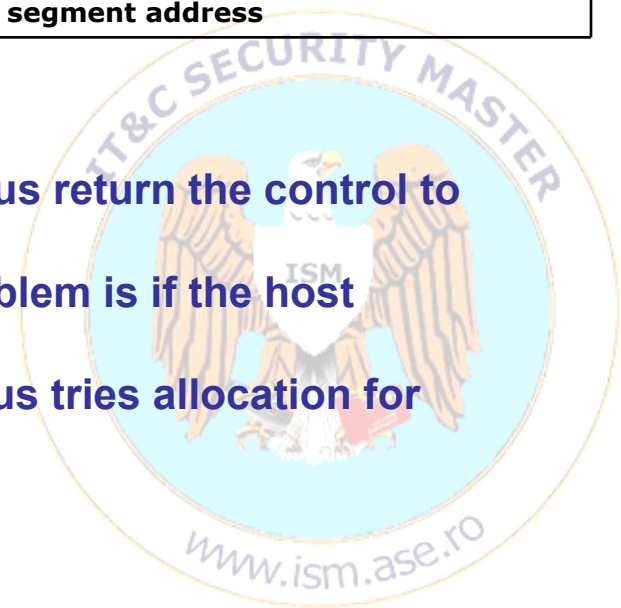 segment address
IT&C SECURITY MASTER
us return the control to
ISM
blem is if the host
us tries allocation for
www.ism.ase.ro